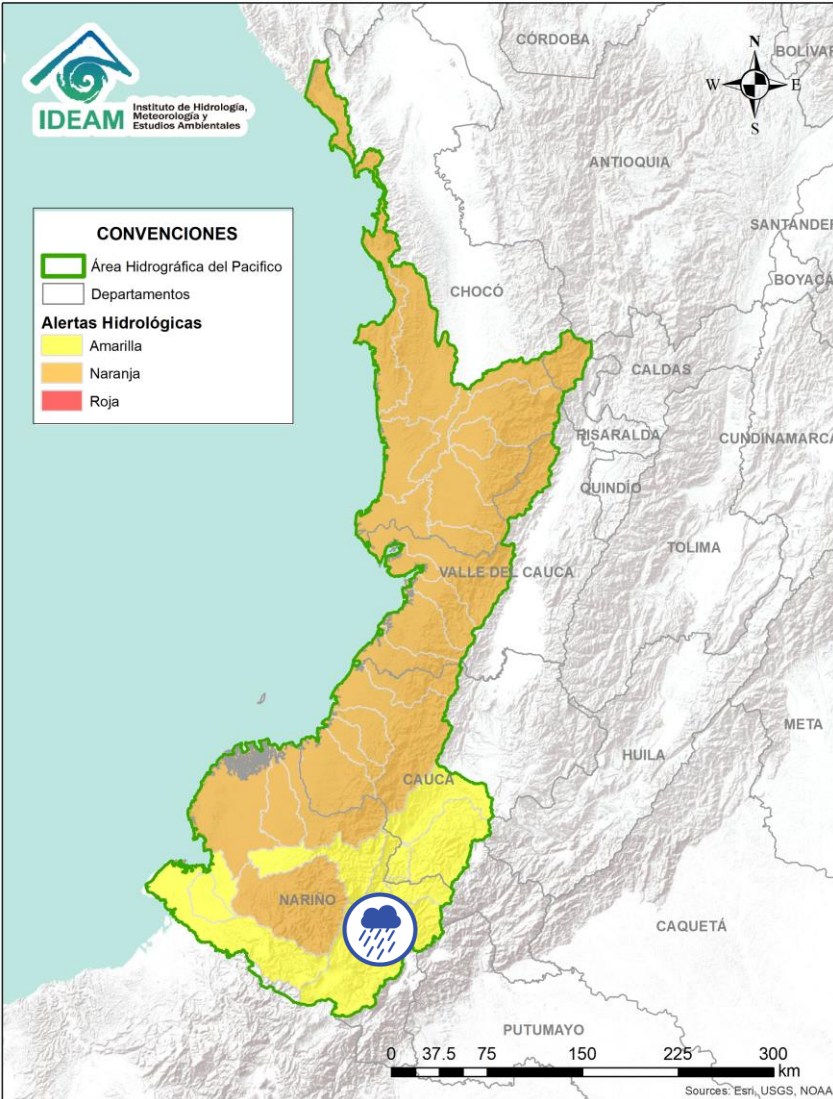 IDEAM
Instituto de Hidrología,
Meteorología y
Estudios Ambientales
N
W
E
S
CÓRDOBA
BOLÍVAR
ANTIOQUIA
SANTANDER
BOYACÁ
CONVENCIONES
Área Hidrográfica del Pacifico
Departamentos
Alertas Hidrológicas
Amarilla
Naranja
Roja
CHOCÓ
CALDAS
RISARALDA
CUNDINAMARCA
QUINDÍO
TOLIMA
VALLE DEL CAUCA
META
HUILA
CAUCA
NARIÑO
CAQUETÁ
PUTUMAYO
0 37.5 75 150 225 300
km
Sources: Esri, USGS, NOAA